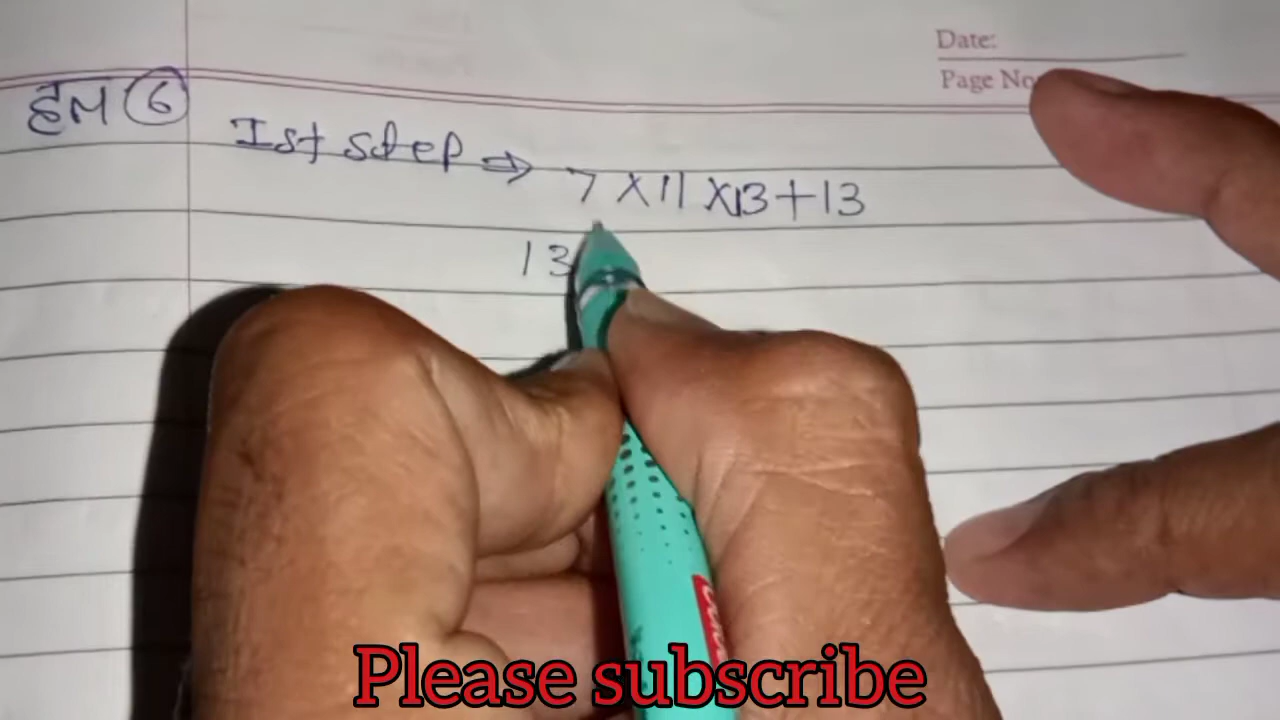 Date:
Page No
हल 6
Ist step → 7 × 11 × 13 + 13
13
Please subscribe